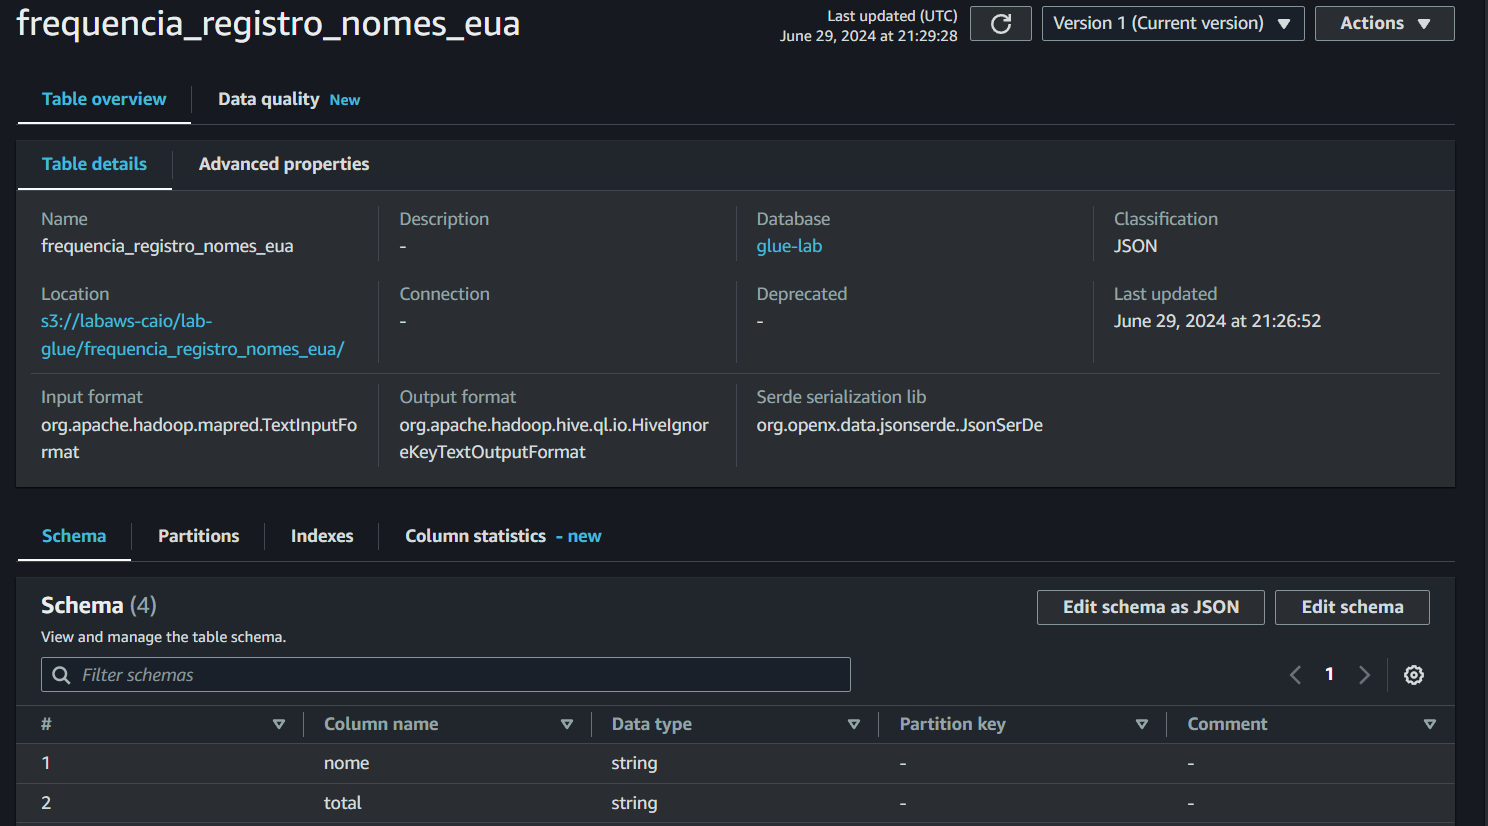 frequencia_registro_nomes_eua
Last updated (UTC)
June 29, 2024 at 21:29:28
Version 1 (Current version)
Actions
Table overview
Data quality New
Table details
Advanced properties
Name
frequencia_registro_nomes_eua
Description
-
Database
glue-lab
Classification
JSON
Location
s3://labaws-caio/lab-
glue/frequencia_registro_nomes_eua/
Connection
-
Deprecated
-
Last updated
June 29, 2024 at 21:26:52
Input format
org.apache.hadoop.mapred.TextInputFo
rmat
Output format
org.apache.hadoop.hive.ql.io.HiveIgnor
eKeyTextOutputFormat
Serde serialization lib
org.openx.data.jsonserde.JsonSerDe
Schema
Partitions
Indexes
Column statistics - new
Schema (4)
View and manage the table schema.
Edit schema as JSON
Edit schema
Filter schemas
1
# Column name Data type Partition key Comment
1 nome string - -
2 total string - -